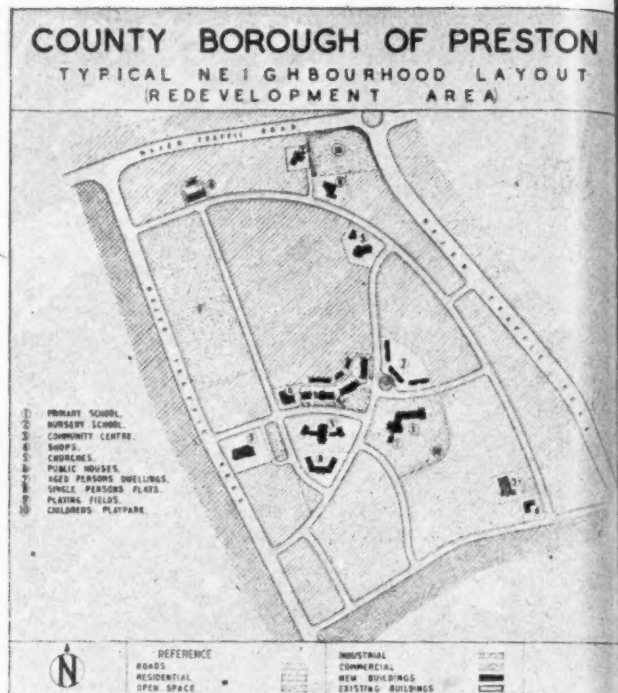 COUNTY BOROUGH OF PRESTON
TYPICAL NEIGHBOURHOOD LAYOUT
(REDEVELOPMENT AREA)
MAJOR TRAFFIC ROAD
MAJOR TRAFFIC
MAJOR TRAFFIC ROAD
① PRIMARY SCHOOL.
② NURSERY SCHOOL.
③ COMMUNITY CENTRE.
④ SHOPS.
⑤ CHURCHES.
⑥ PUBLIC HOUSES.
⑦ AGED PERSONS DWELLINGS.
⑧ SINGLE PERSONS FLATS.
⑨ PLAYING FIELDS.
⑩ CHILDRENS PLAYPARK.
N
REFERENCE
ROADS
RESIDENTIAL
OPEN SPACE
INDUSTRIAL
COMMERCIAL
NEW BUILDINGS
EXISTING BUILDINGS